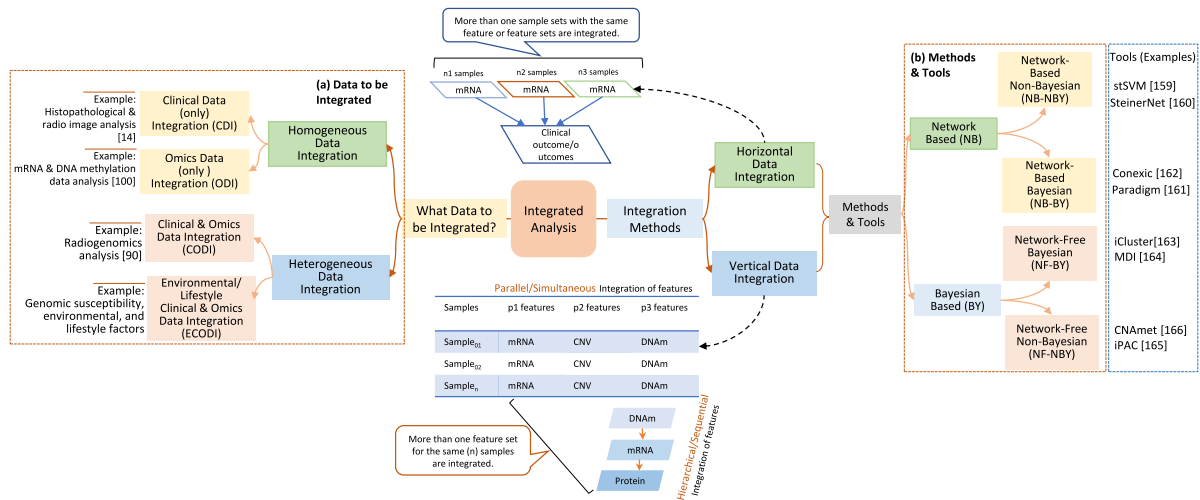 More than one sample sets with the same
feature or feature sets are integrated.
n1 samples
n2 samples
n3 samples
mRNA
mRNA
mRNA
Clinical
outcome/o
utcomes
(a) Data to be
Integrated
Example:
Histopathological &
radio image analysis
[14]
Clinical Data
(only)
Integration (CDI)
Example:
mRNA & DNA methylation
data analysis [100]
Omics Data
(only )
Integration (ODI)
Homogeneous
Data
Integration
Example:
Radiogenomics
analysis [90]
Clinical & Omics
Data Integration
(CODI)
Example:
Genomic susceptibility,
environmental, and
lifestyle factors
Environmental/
Lifestyle
Clinical & Omics
Data Integration
(ECODI)
Heterogeneous
Data
Integration
What Data to
be Integrated?
Integrated
Analysis
Integration
Methods
Horizontal
Data
Integration
Vertical Data
Integration
Methods
& Tools
Parallel/Simultaneous Integration of features
Samples p1 features p2 features p3 features
Sample01 mRNA CNV DNAm
Sample02 mRNA CNV DNAm
Samplen mRNA CNV DNAm
More than one feature set
for the same (n) samples
are integrated.
DNAm
mRNA
Protein
Hierarchical/Sequential
Integration of features
(b) Methods
& Tools
Network
Based (NB)
Bayesian
Based (BY)
Network-
Based
Non-Bayesian
(NB-NBY)
Network-
Based
Bayesian
(NB-BY)
Network-Free
Bayesian
(NF-BY)
Network-Free
Non-Bayesian
(NF-NBY)
Tools (Examples)
stSVM [159]
SteinerNet [160]
Conexic [162]
Paradigm [161]
iCluster[163]
MDI [164]
CNAmet [166]
iPAC [165]